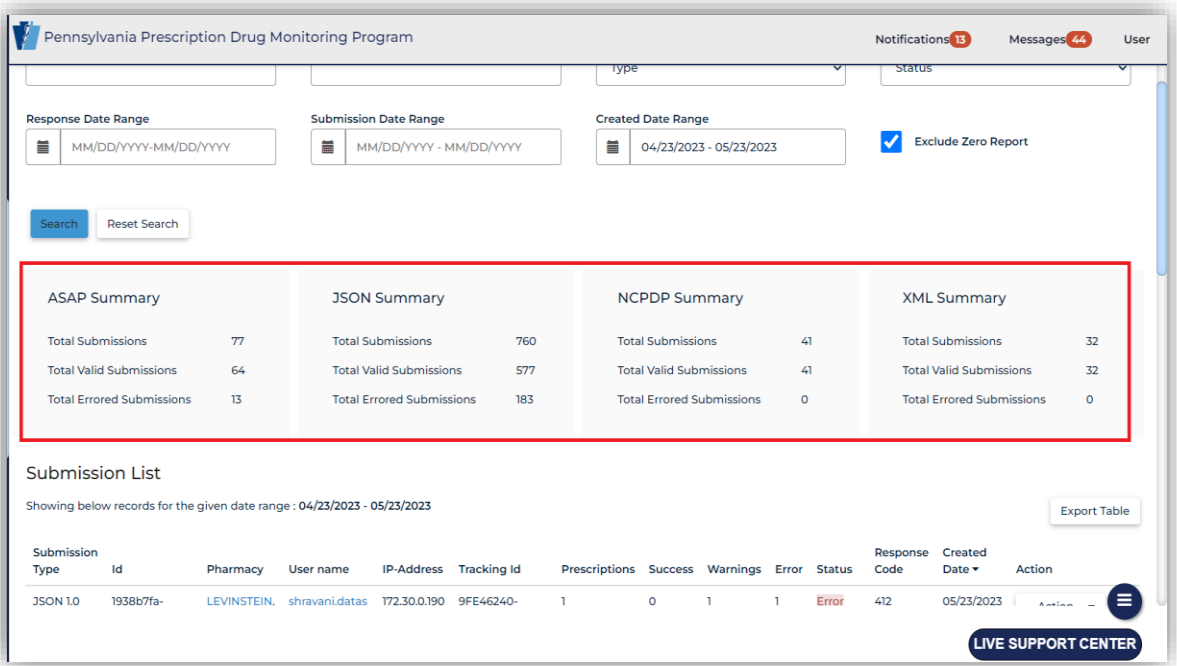 Pennsylvania Prescription Drug Monitoring Program
Notifications 13 Messages 44 User
Type Status
Response Date Range Submission Date Range Created Date Range
MM/DD/YYYY-MM/DD/YYYY MM/DD/YYYY - MM/DD/YYYY 04/23/2023 - 05/23/2023 Exclude Zero Report
Search Reset Search
ASAP Summary JSON Summary NCPDP Summary XML Summary
Total Submissions 77 Total Submissions 760 Total Submissions 41 Total Submissions 32
Total Valid Submissions 64 Total Valid Submissions 577 Total Valid Submissions 41 Total Valid Submissions 32
Total Errored Submissions 13 Total Errored Submissions 183 Total Errored Submissions 0 Total Errored Submissions 0
Submission List
Showing below records for the given date range : 04/23/2023 - 05/23/2023
Export Table
Submission Response Created
Type Id Pharmacy User name IP-Address Tracking Id Prescriptions Success Warnings Error Status Code Date Action
JSON 1.0 1938b7fa- LEVINSTEIN, shravani.datas 172.30.0.190 9FE46240- 1 0 1 1 Error 412 05/23/2023 Action
LIVE SUPPORT CENTER